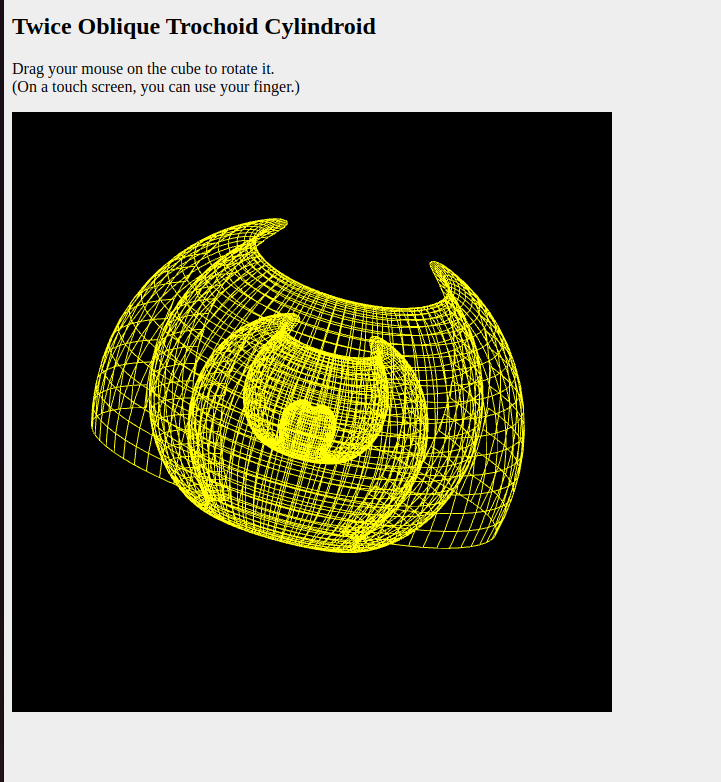 Twice Oblique Trochoid Cylindroid
Drag your mouse on the cube to rotate it.
(On a touch screen, you can use your finger.)